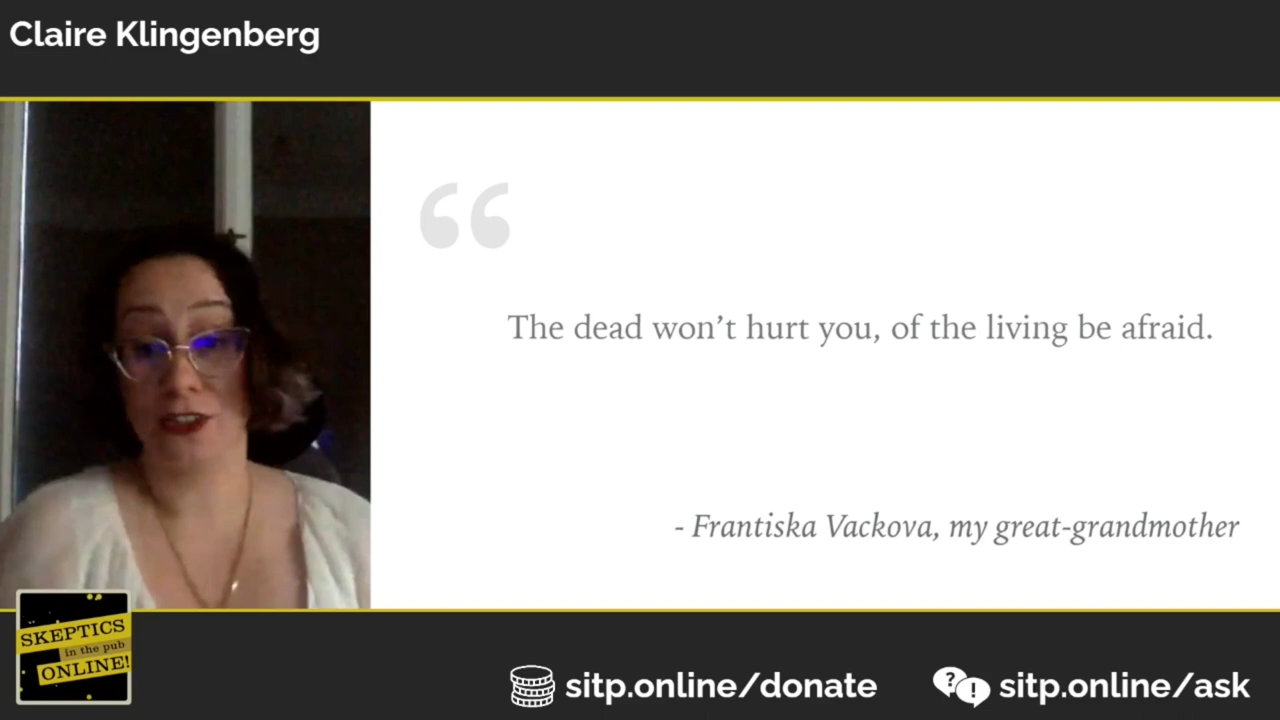 Claire Klingenberg
“
The dead won’t hurt you, of the living be afraid.
- Frantiska Vackova, my great-grandmother
SKEPTICS
in the pub
ONLINE!
sitp.online/donate
? !
sitp.online/ask